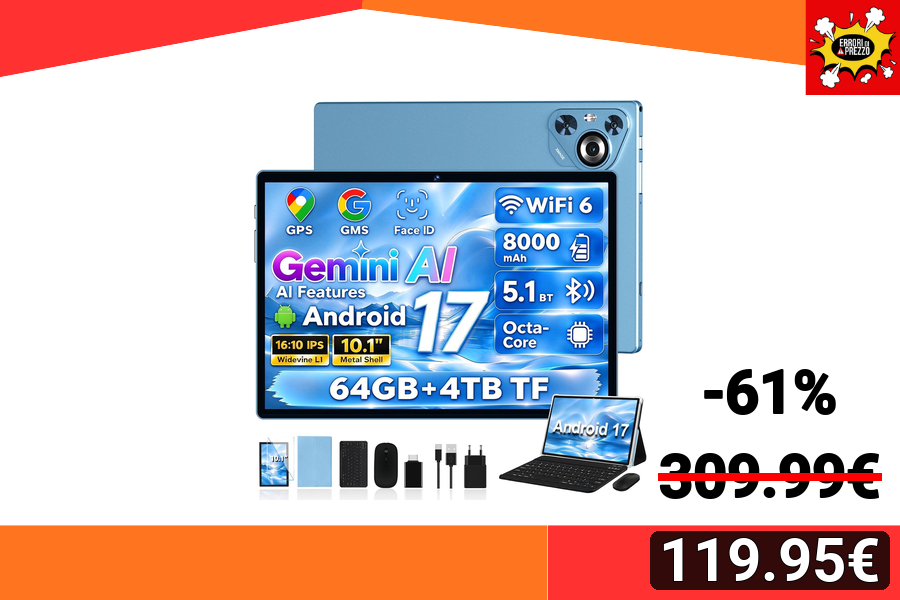 ERRORI DI
PREZZO
GPS
GMS
Face ID
WiFi 6
Gemini AI
AI Features
Android 17
8000
mAh
5.1 BT
Octa-
Core
16:10 IPS
Widevine L1
10.1"
Metal Shell
64GB+4TB TF
10.1"
Android 17
-61%
309.99€
119.95€